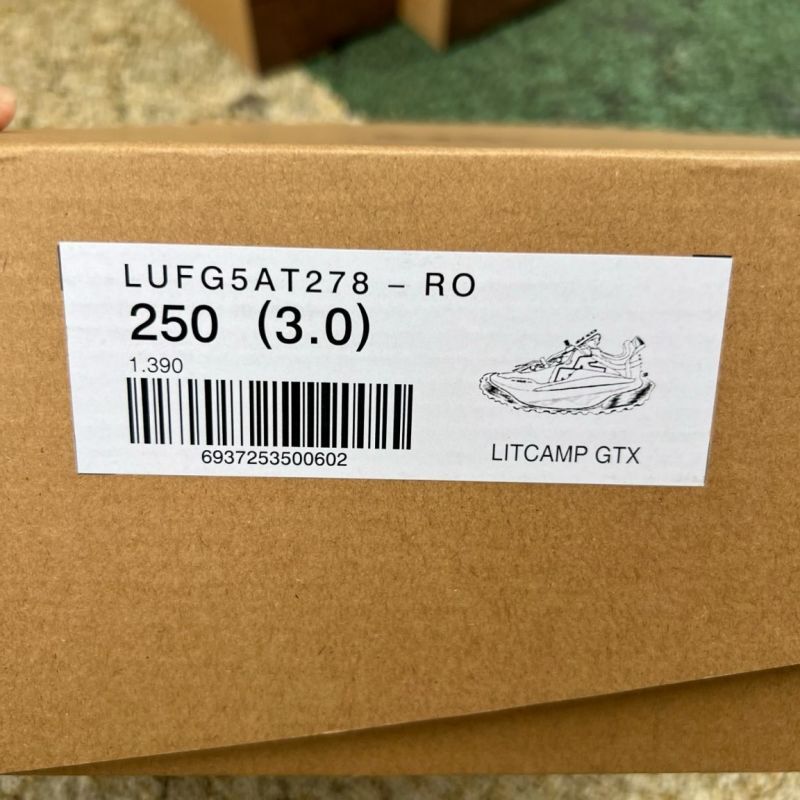 LUFG5AT278 – RO
250 (3.0)
1.390
6937253500602
LITCAMP GTX